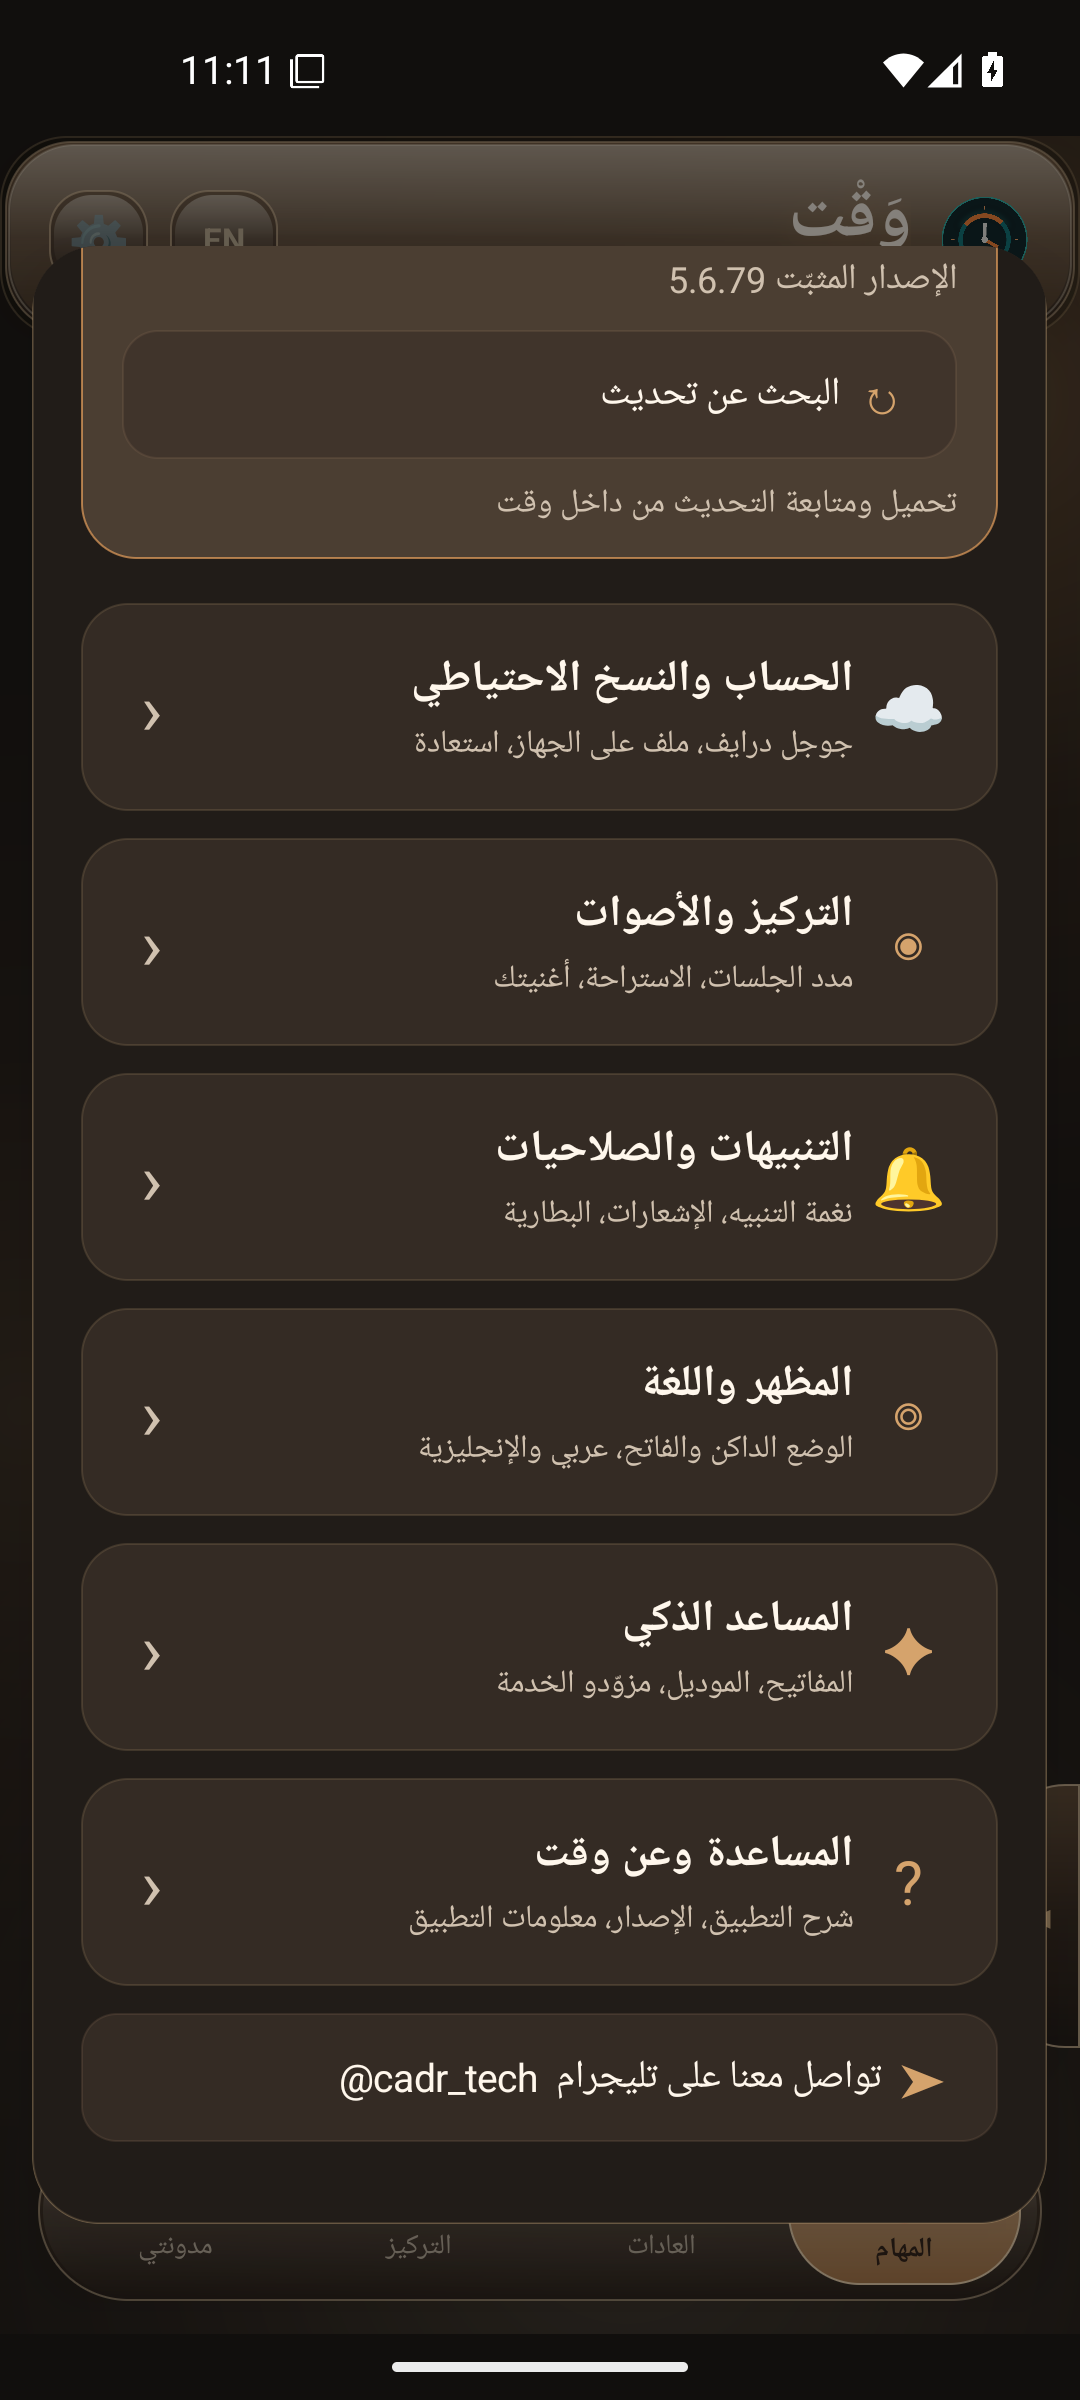 11:11
وَقْت
EN
الإصدار المثبّت 5.6.79
البحث عن تحديث
تحميل ومتابعة التحديث من داخل وقت
الحساب والنسخ الاحتياطي
جوجل درايف، ملف على الجهاز، استعادة
التركيز والأصوات
مدد الجلسات، الاستراحة، أغنيتك
التنبيهات والصلاحيات
نغمة التنبيه، الإشعارات، البطارية
المظهر واللغة
الوضع الداكن والفاتح، عربي والإنجليزية
المساعد الذكي
المفاتيح، الموديل، مزوّدو الخدمة
المساعدة وعن وقت
شرح التطبيق، الإصدار، معلومات التطبيق
تواصل معنا على تليجرام @cadr_tech
المهام
العادات
التركيز
مدونتي